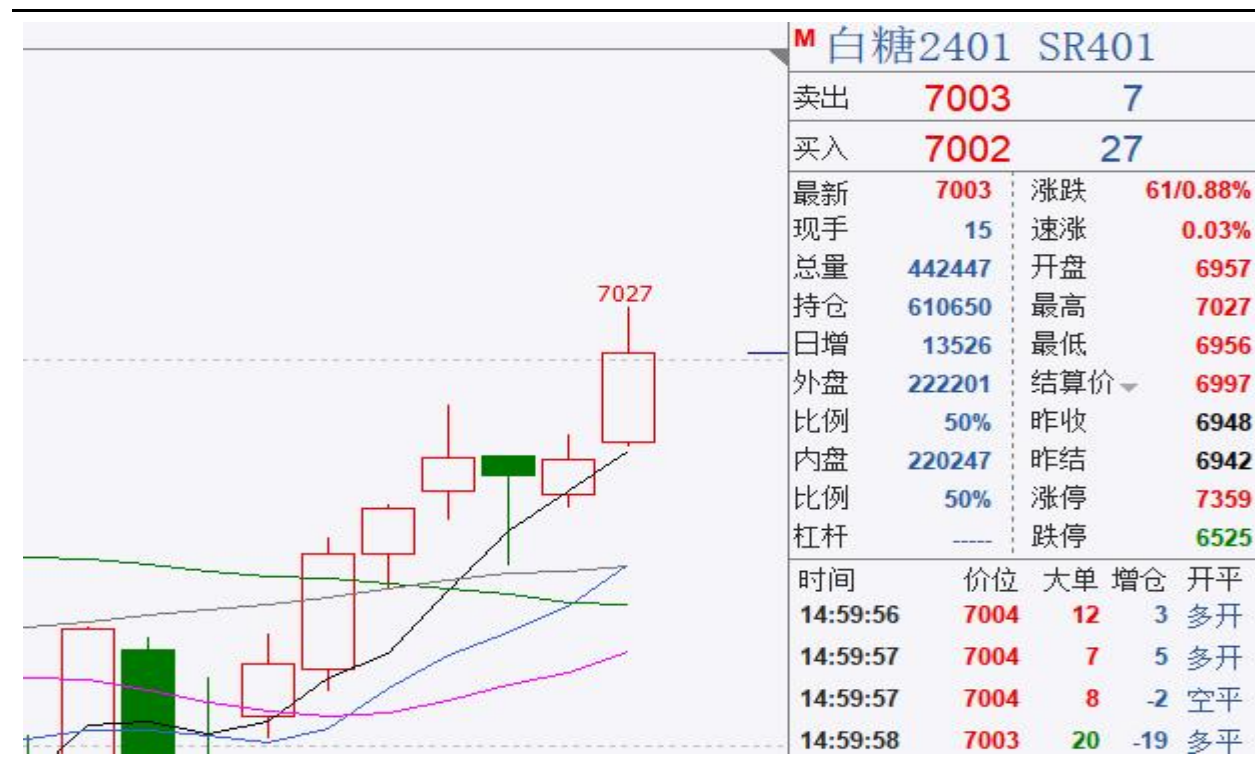 M 白糖2401 SR401
卖出 7003 7
买入 7002 27
最新 7003 涨跌 61/0.88%
现手 15 速涨 0.03%
总量 442447 开盘 6957
7027
持仓 610650 最高 7027
日增 13526 最低 6956
外盘 222201 结算价 6997
比例 50% 昨收 6948
内盘 220247 昨结 6942
比例 50% 涨停 7359
杠杆 ----- 跌停 6525
时间 价位 大单 增仓 开平
14:59:56 7004 12 3 多开
14:59:57 7004 7 5 多开
14:59:57 7004 8 -2 空平
14:59:58 7003 20 -19 多平